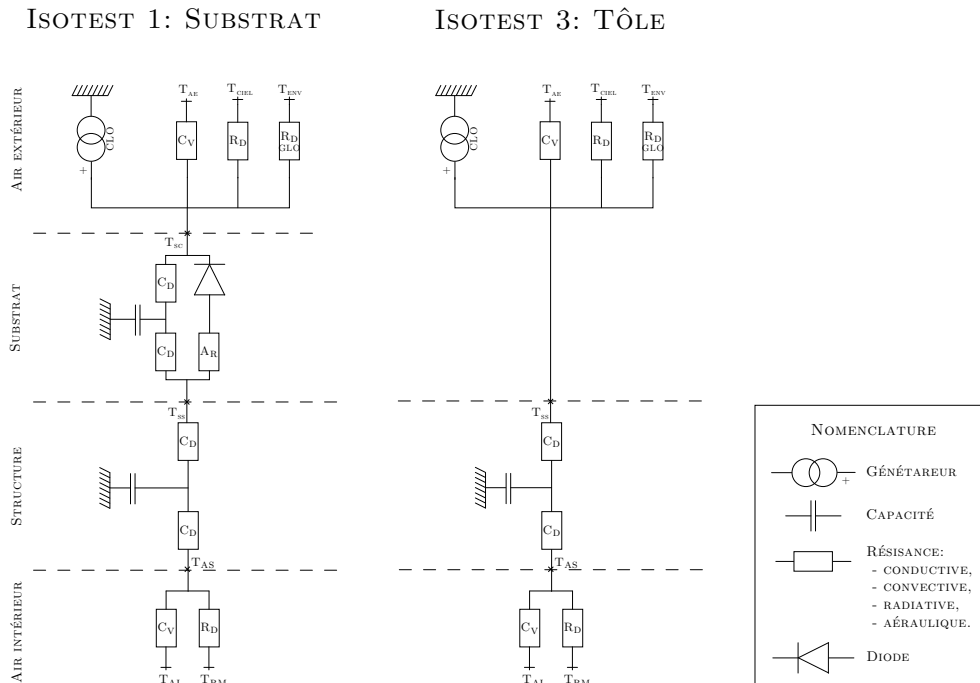 Isotest 1: Substrat
Isotest 3: Tôle
Air extérieur
CLO
+
T_AE
T_CIEL
T_ENV
C_V
R_D
R_D GLO
CLO
+
T_AE
T_CIEL
T_ENV
C_V
R_D
R_D GLO
T_SC
Substrat
C_D
C_D
A_R
T_SS
T_SS
Structure
C_D
C_D
C_D
C_D
T_AS
T_AS
Air intérieur
C_V
R_D
C_V
R_D
T_AI
T_RM
T_AI
T_RM
Nomenclature
+
Génétareur
Capacité
Résisance:
- conductive,
- convective,
- radiative,
- aéraulique.
Diode